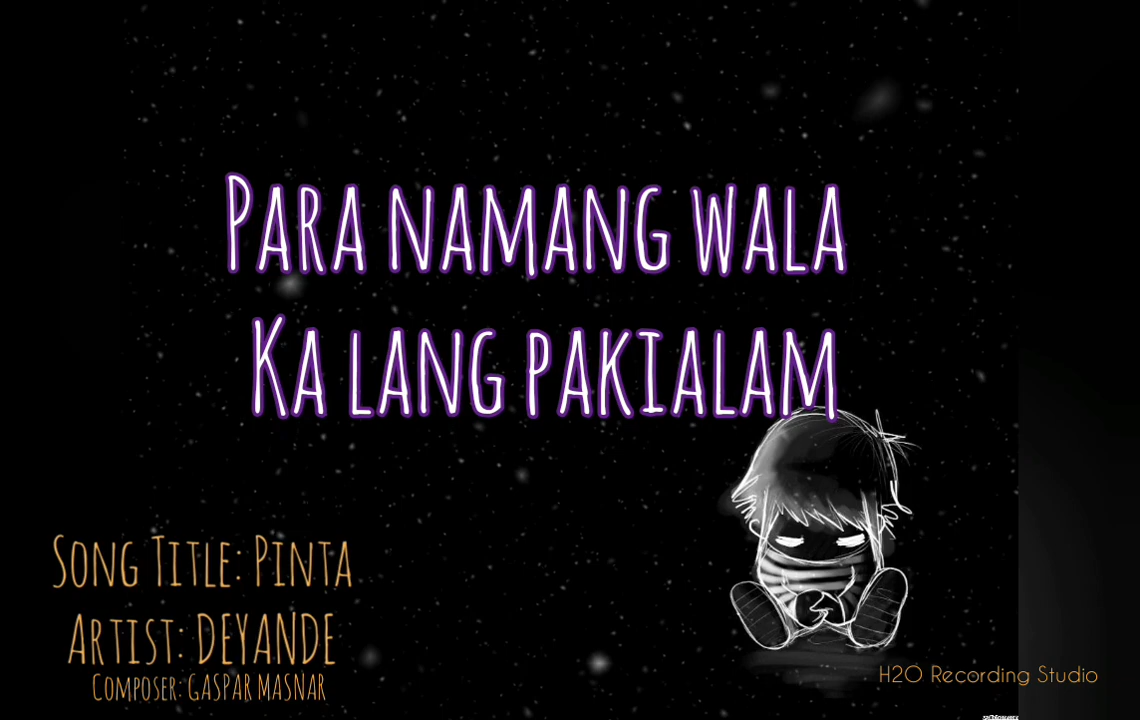 Para namang wala
Ka lang pakialam
Song Title: Pinta
Artist: DEYANDE
Composer: GASPAR MASNAR
H2O Recording Studio